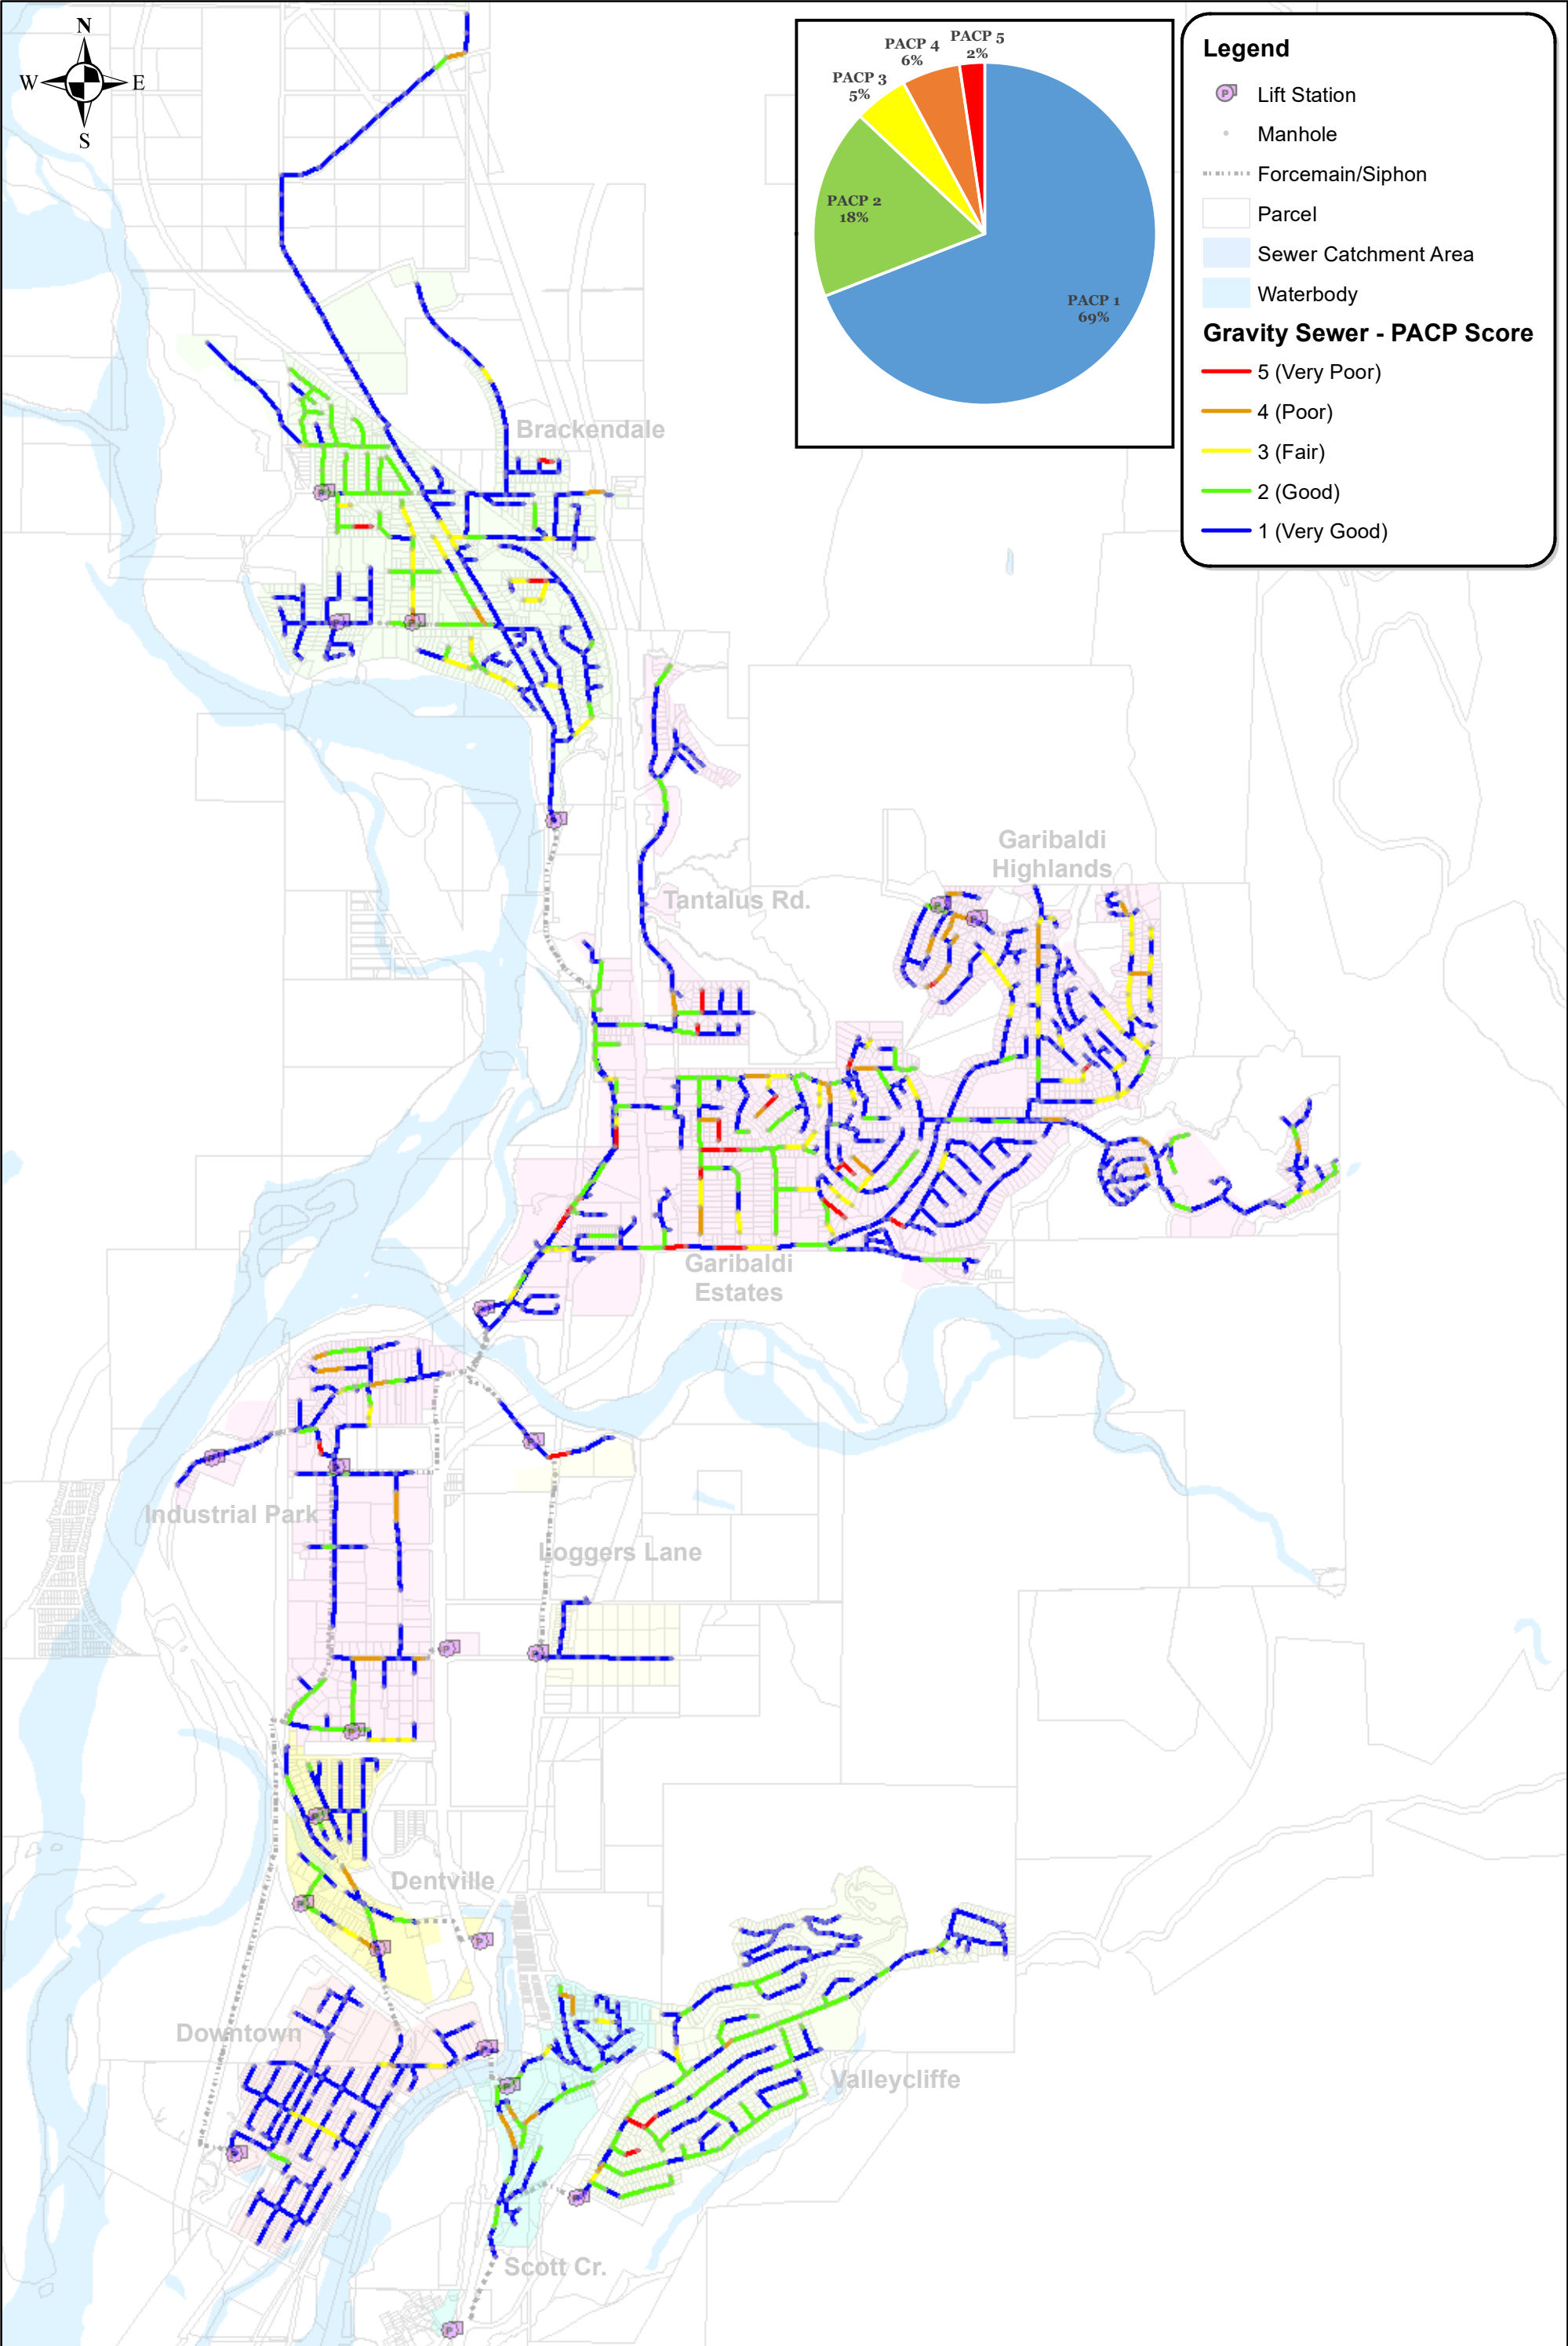 N
W
E
S
PACP 5
2%
PACP 4
6%
PACP 3
5%
PACP 2
18%
PACP 1
69%
Legend
P
Lift Station
Manhole
Forcemain/Siphon
Parcel
Sewer Catchment Area
Waterbody
Gravity Sewer - PACP Score
5 (Very Poor)
4 (Poor)
3 (Fair)
2 (Good)
1 (Very Good)
Brackendale
Garibaldi
Highlands
Tantalus Rd.
Garibaldi
Estates
Industrial Park
Loggers Lane
Dentville
Downtown
Valleycliffe
Scott Cr.